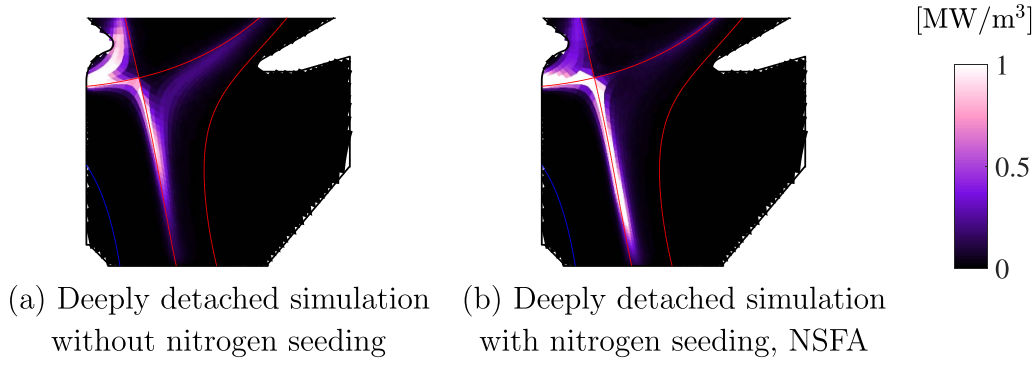 [MW/m³]
1
0.5
0
(a) Deeply detached simulation
without nitrogen seeding
(b) Deeply detached simulation
with nitrogen seeding, NSFA